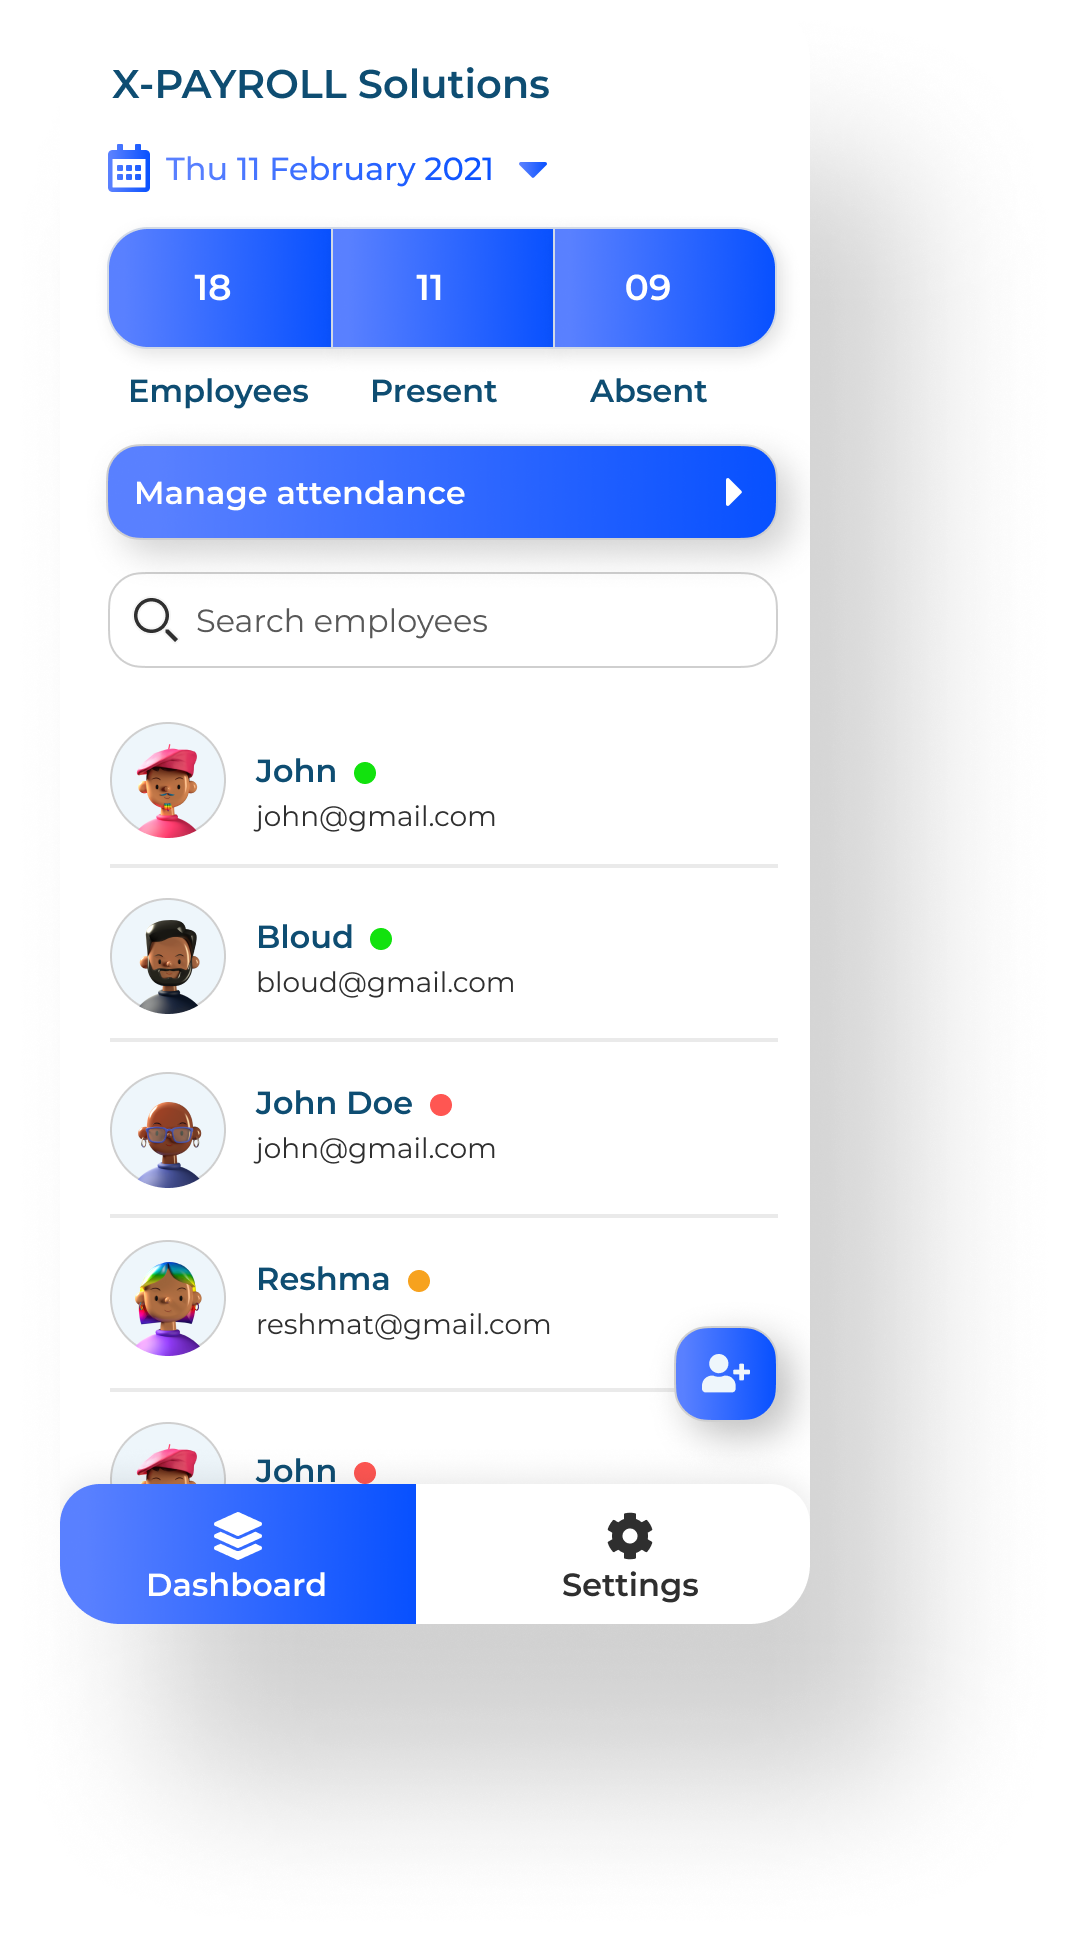 X-PAYROLL Solutions
Thu 11 February 2021
18 11 09
Employees Present Absent
Manage attendance
Search employees
John
john@gmail.com
Bloud
bloud@gmail.com
John Doe
john@gmail.com
Reshma
reshmat@gmail.com
John
Dashboard Settings